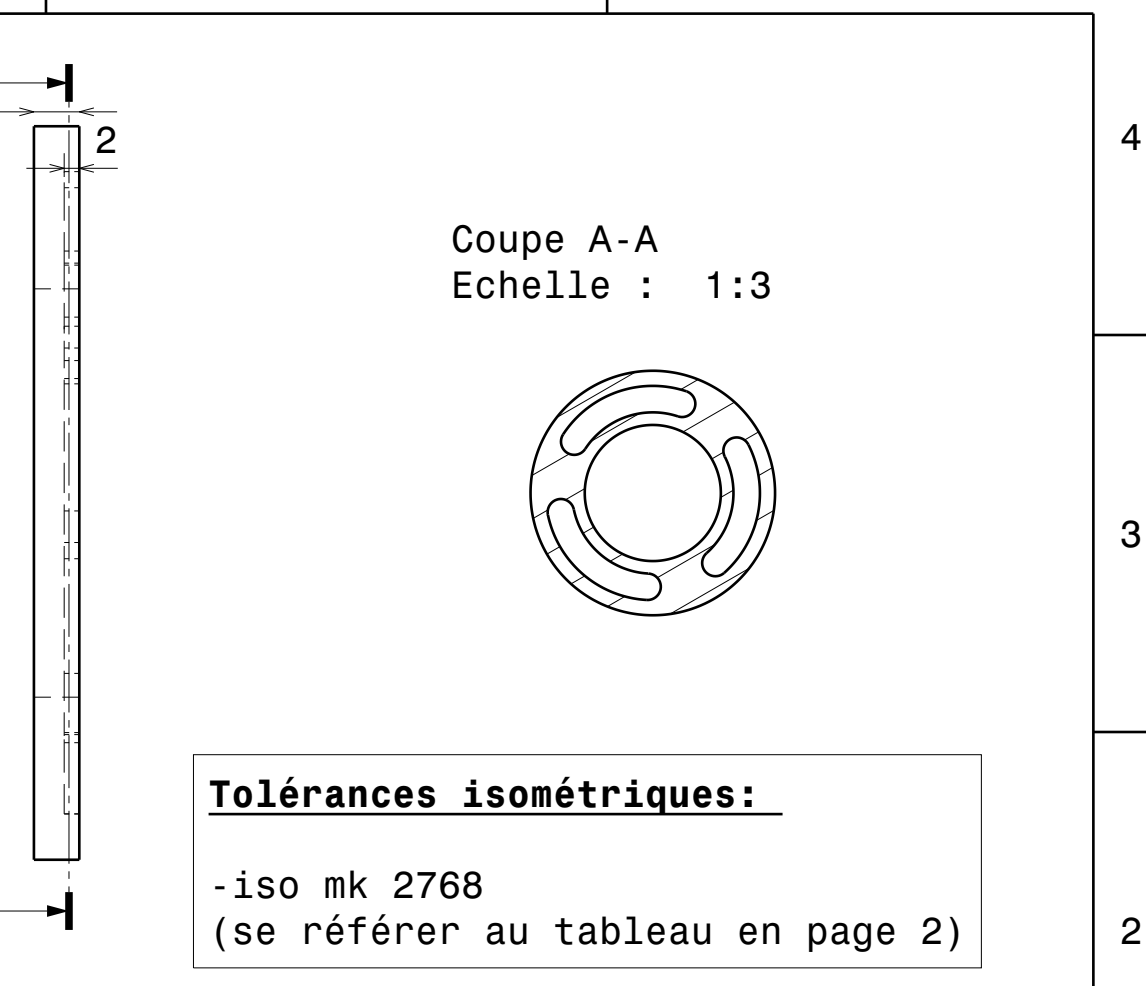 4
2
Coupe A-A
Echelle : 1:3
3
Tolérances isométriques:
-iso mk 2768
(se référer au tableau en page 2)
2